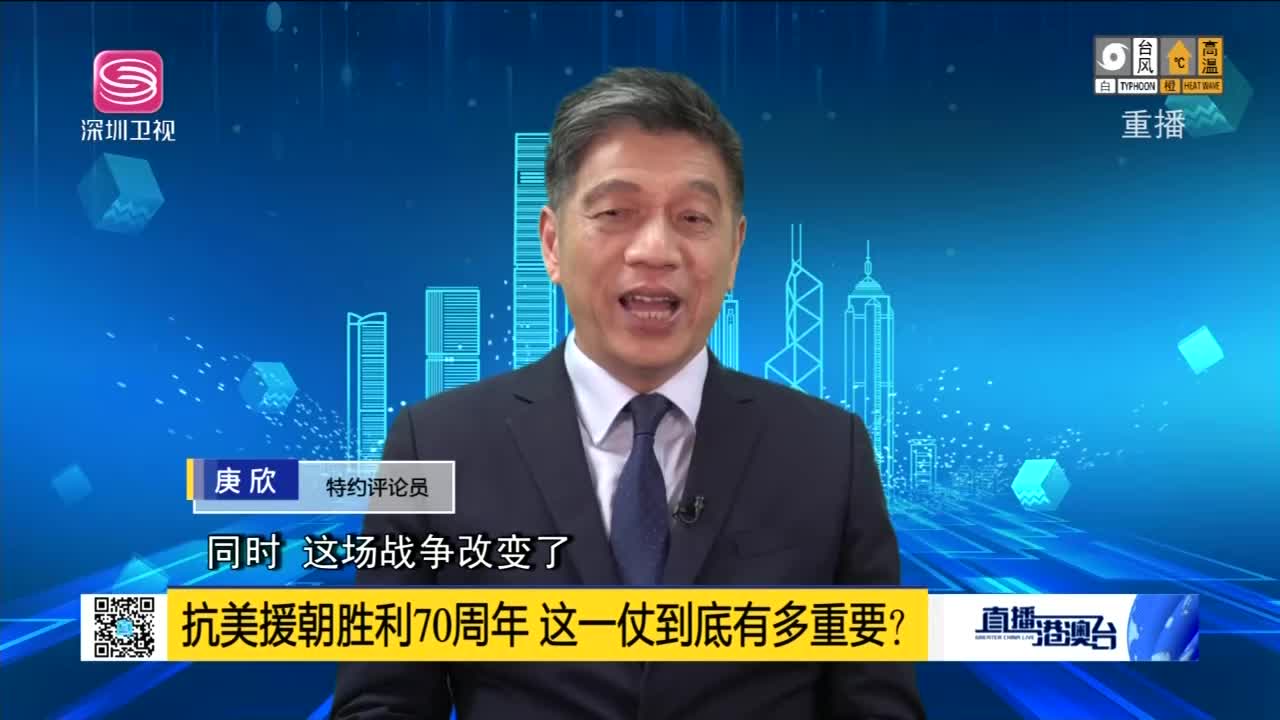 深圳卫视
台风
高温
℃
白 TYPHOON 橙 HEAT WAVE
重播
庚欣 特约评论员
同时 这场战争改变了
抗美援朝胜利70周年 这一仗到底有多重要?
直播港澳台
GREATER CHINA LIVE